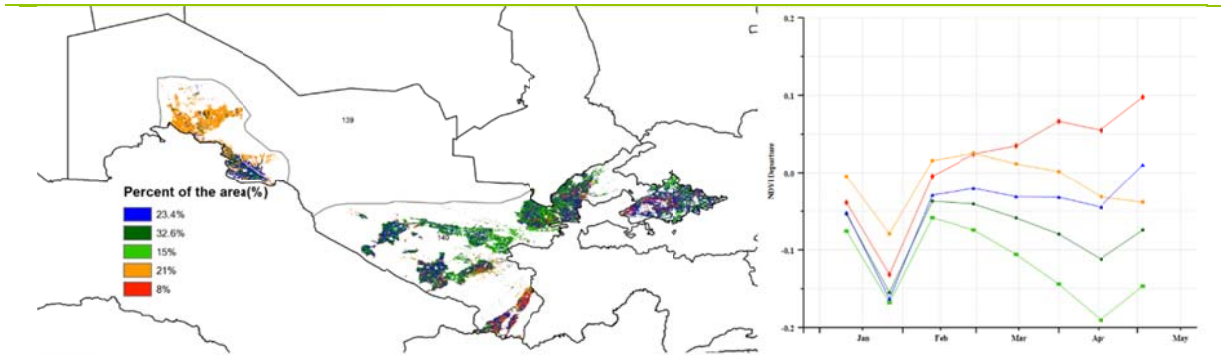 139
140
Percent of the area(%)
23.4%
32.6%
15%
21%
8%
NDVI Departure
0.2
0.1
0.0
-0.1
-0.2
Jan
Feb
Mar
Apr
May